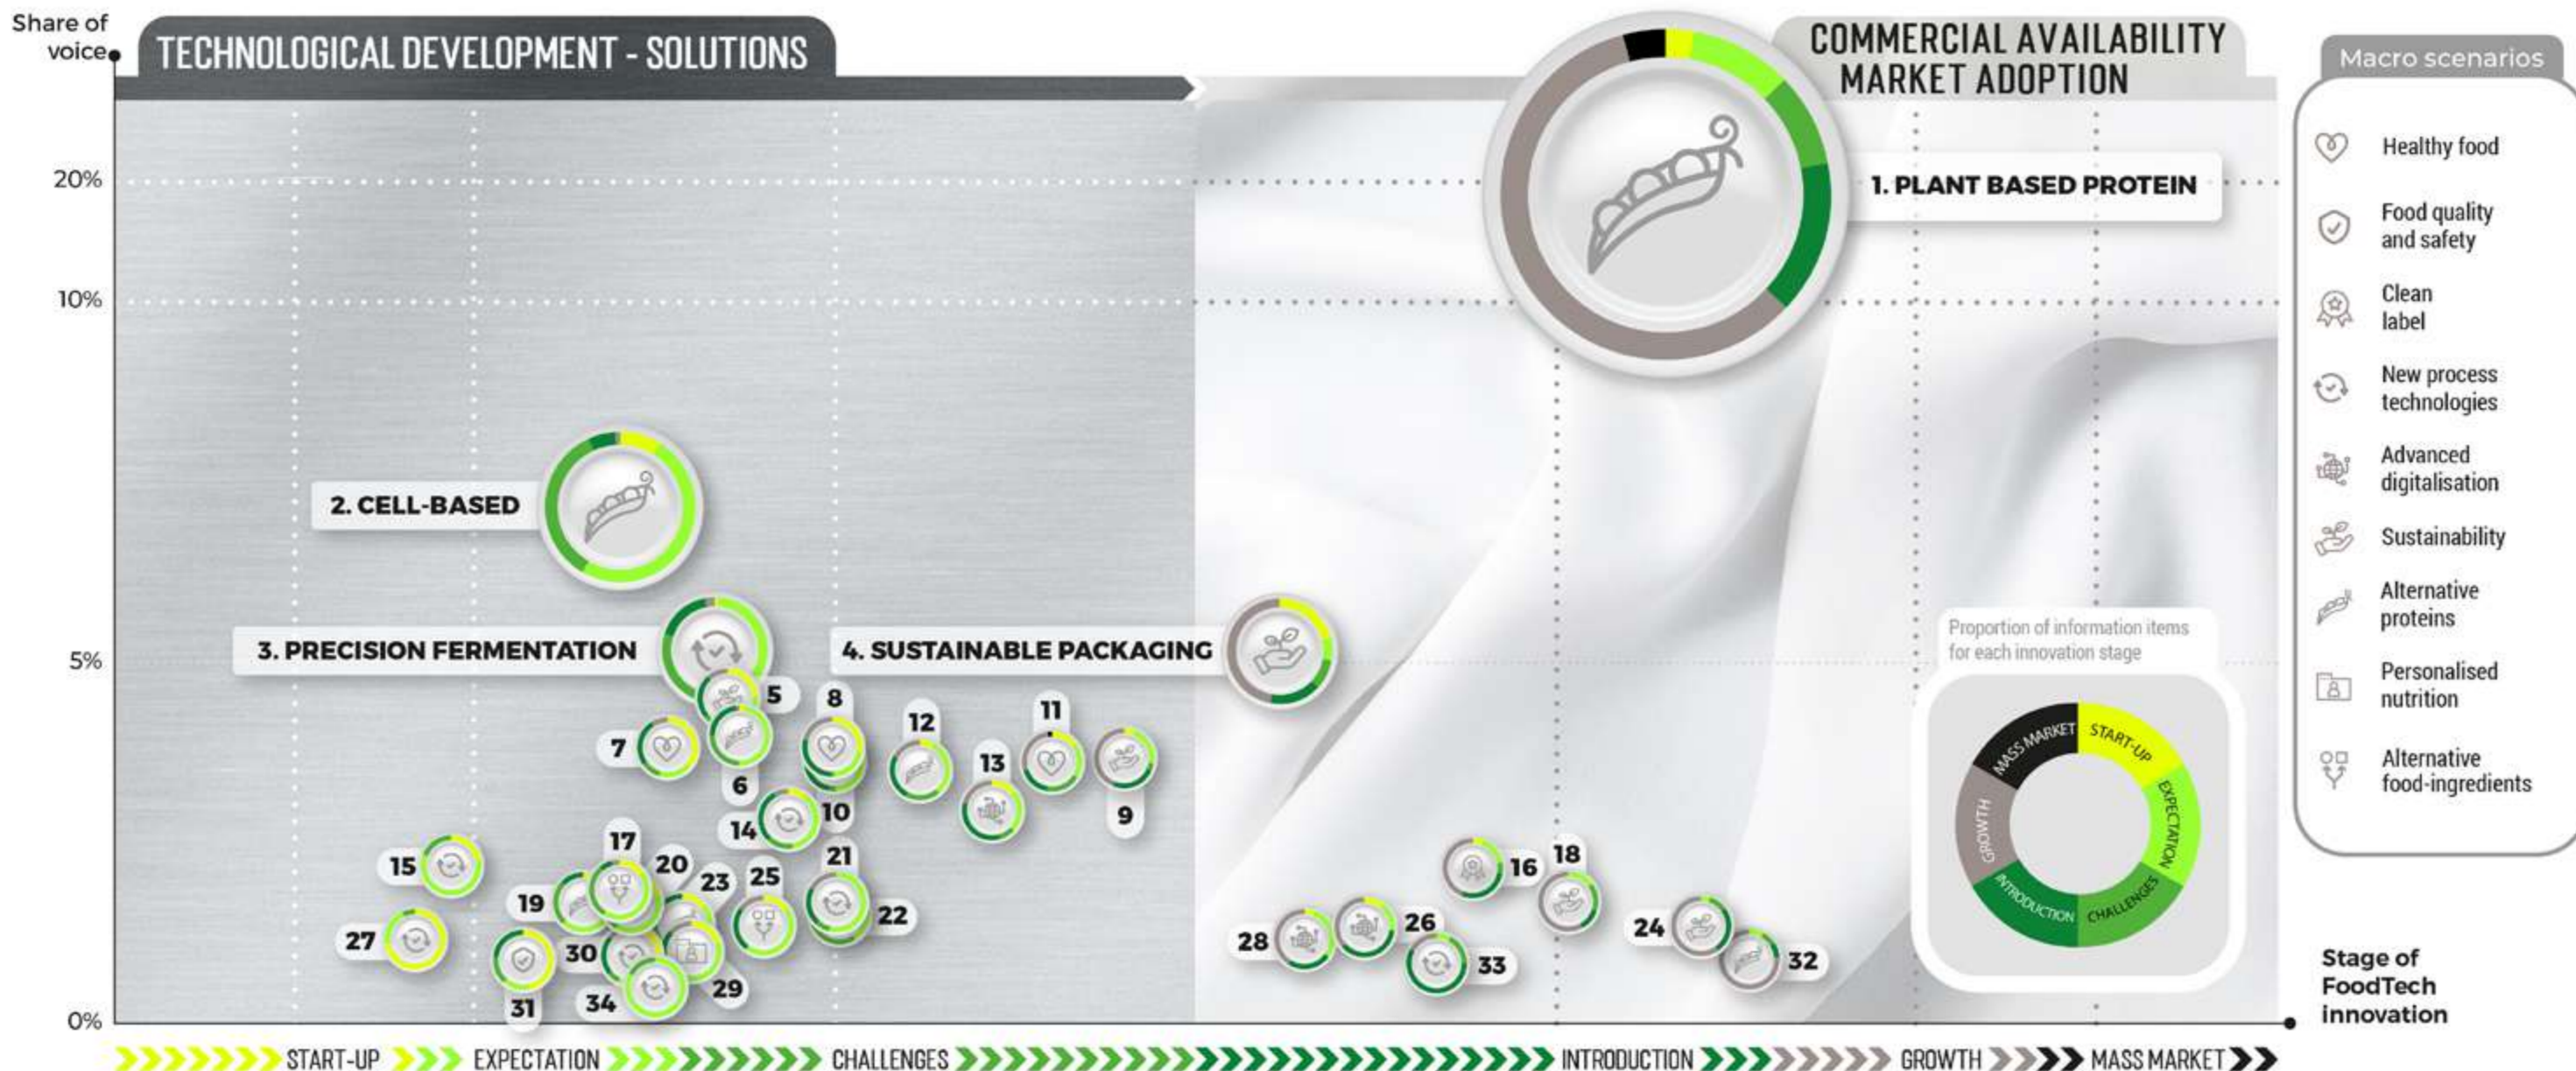 Share of
voice
TECHNOLOGICAL DEVELOPMENT - SOLUTIONS
COMMERCIAL AVAILABILITY
MARKET ADOPTION
20%
10%
5%
0%
1. PLANT BASED PROTEIN
2. CELL-BASED
3. PRECISION FERMENTATION
4. SUSTAINABLE PACKAGING
5
8
12
11
7
6
13
14
10
9
15
17
20
21
16
18
19
23
25
22
27
30
28
26
24
31
34
29
33
32
Proportion of information items
for each innovation stage
MASS MARKET
START-UP
EXPECTATION
CHALLENGES
INTRODUCTION
GROWTH
START-UP
EXPECTATION
CHALLENGES
INTRODUCTION
GROWTH
MASS MARKET
Macro scenarios
Healthy food
Food quality
and safety
Clean
label
New process
technologies
Advanced
digitalisation
Sustainability
Alternative
proteins
Personalised
nutrition
Alternative
food-ingredients
Stage of
FoodTech
innovation